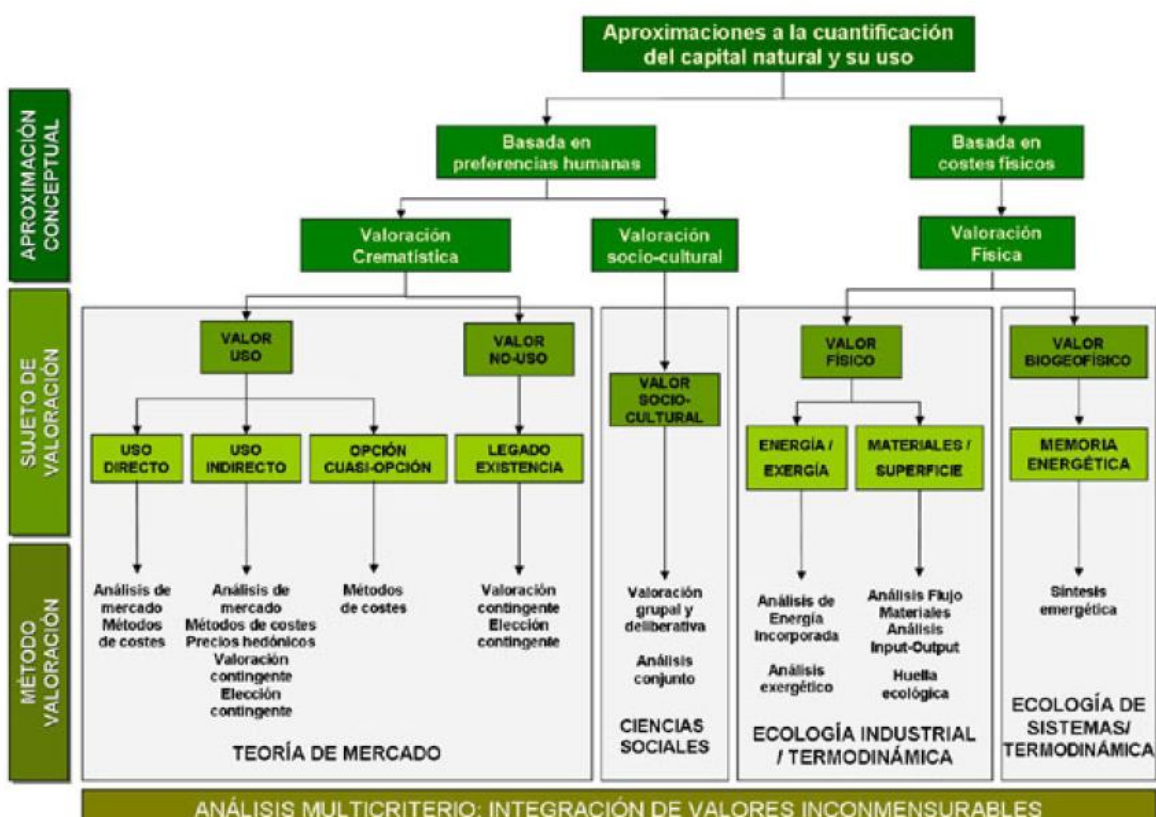 Aproximaciones a la cuantificación
del capital natural y su uso
APROXIMACIÓN
CONCEPTUAL
Basada en
preferencias humanas
Basada en
costes físicos
Valoración
Crematística
Valoración
socio-cultural
Valoración
Física
SUJETO DE
VALORACIÓN
VALOR
USO
VALOR
NO-USO
VALOR
SOCIO-
CULTURAL
VALOR
FÍSICO
VALOR
BIOGEOFÍSICO
USO
DIRECTO
USO
INDIRECTO
OPCIÓN
CUASI-OPCIÓN
LEGADO
EXISTENCIA
ENERGÍA /
EXERGÍA
MATERIALES /
SUPERFICIE
MEMORIA
ENERGÉTICA
MÉTODO
VALORACIÓN
Análisis de
mercado
Métodos
de costes
Análisis de
mercado
Métodos de costes
Precios hedónicos
Valoración
contingente
Elección
contingente
Métodos
de costes
Valoración
contingente
Elección
contingente
Valoración
grupal y
deliberativa
Análisis
conjunto
Análisis de
Energía
Incorporada
Análisis
exergético
Análisis Flujo
Materiales
Análisis
Input-Output
Huella
ecológica
Síntesis
emergética
TEORÍA DE MERCADO
CIENCIAS
SOCIALES
ECOLOGÍA INDUSTRIAL
/ TERMODINÁMICA
ECOLOGÍA DE
SISTEMAS/
TERMODINÁMICA
ANÁLISIS MULTICRITERIO: INTEGRACIÓN DE VALORES INCONMENSURABLES